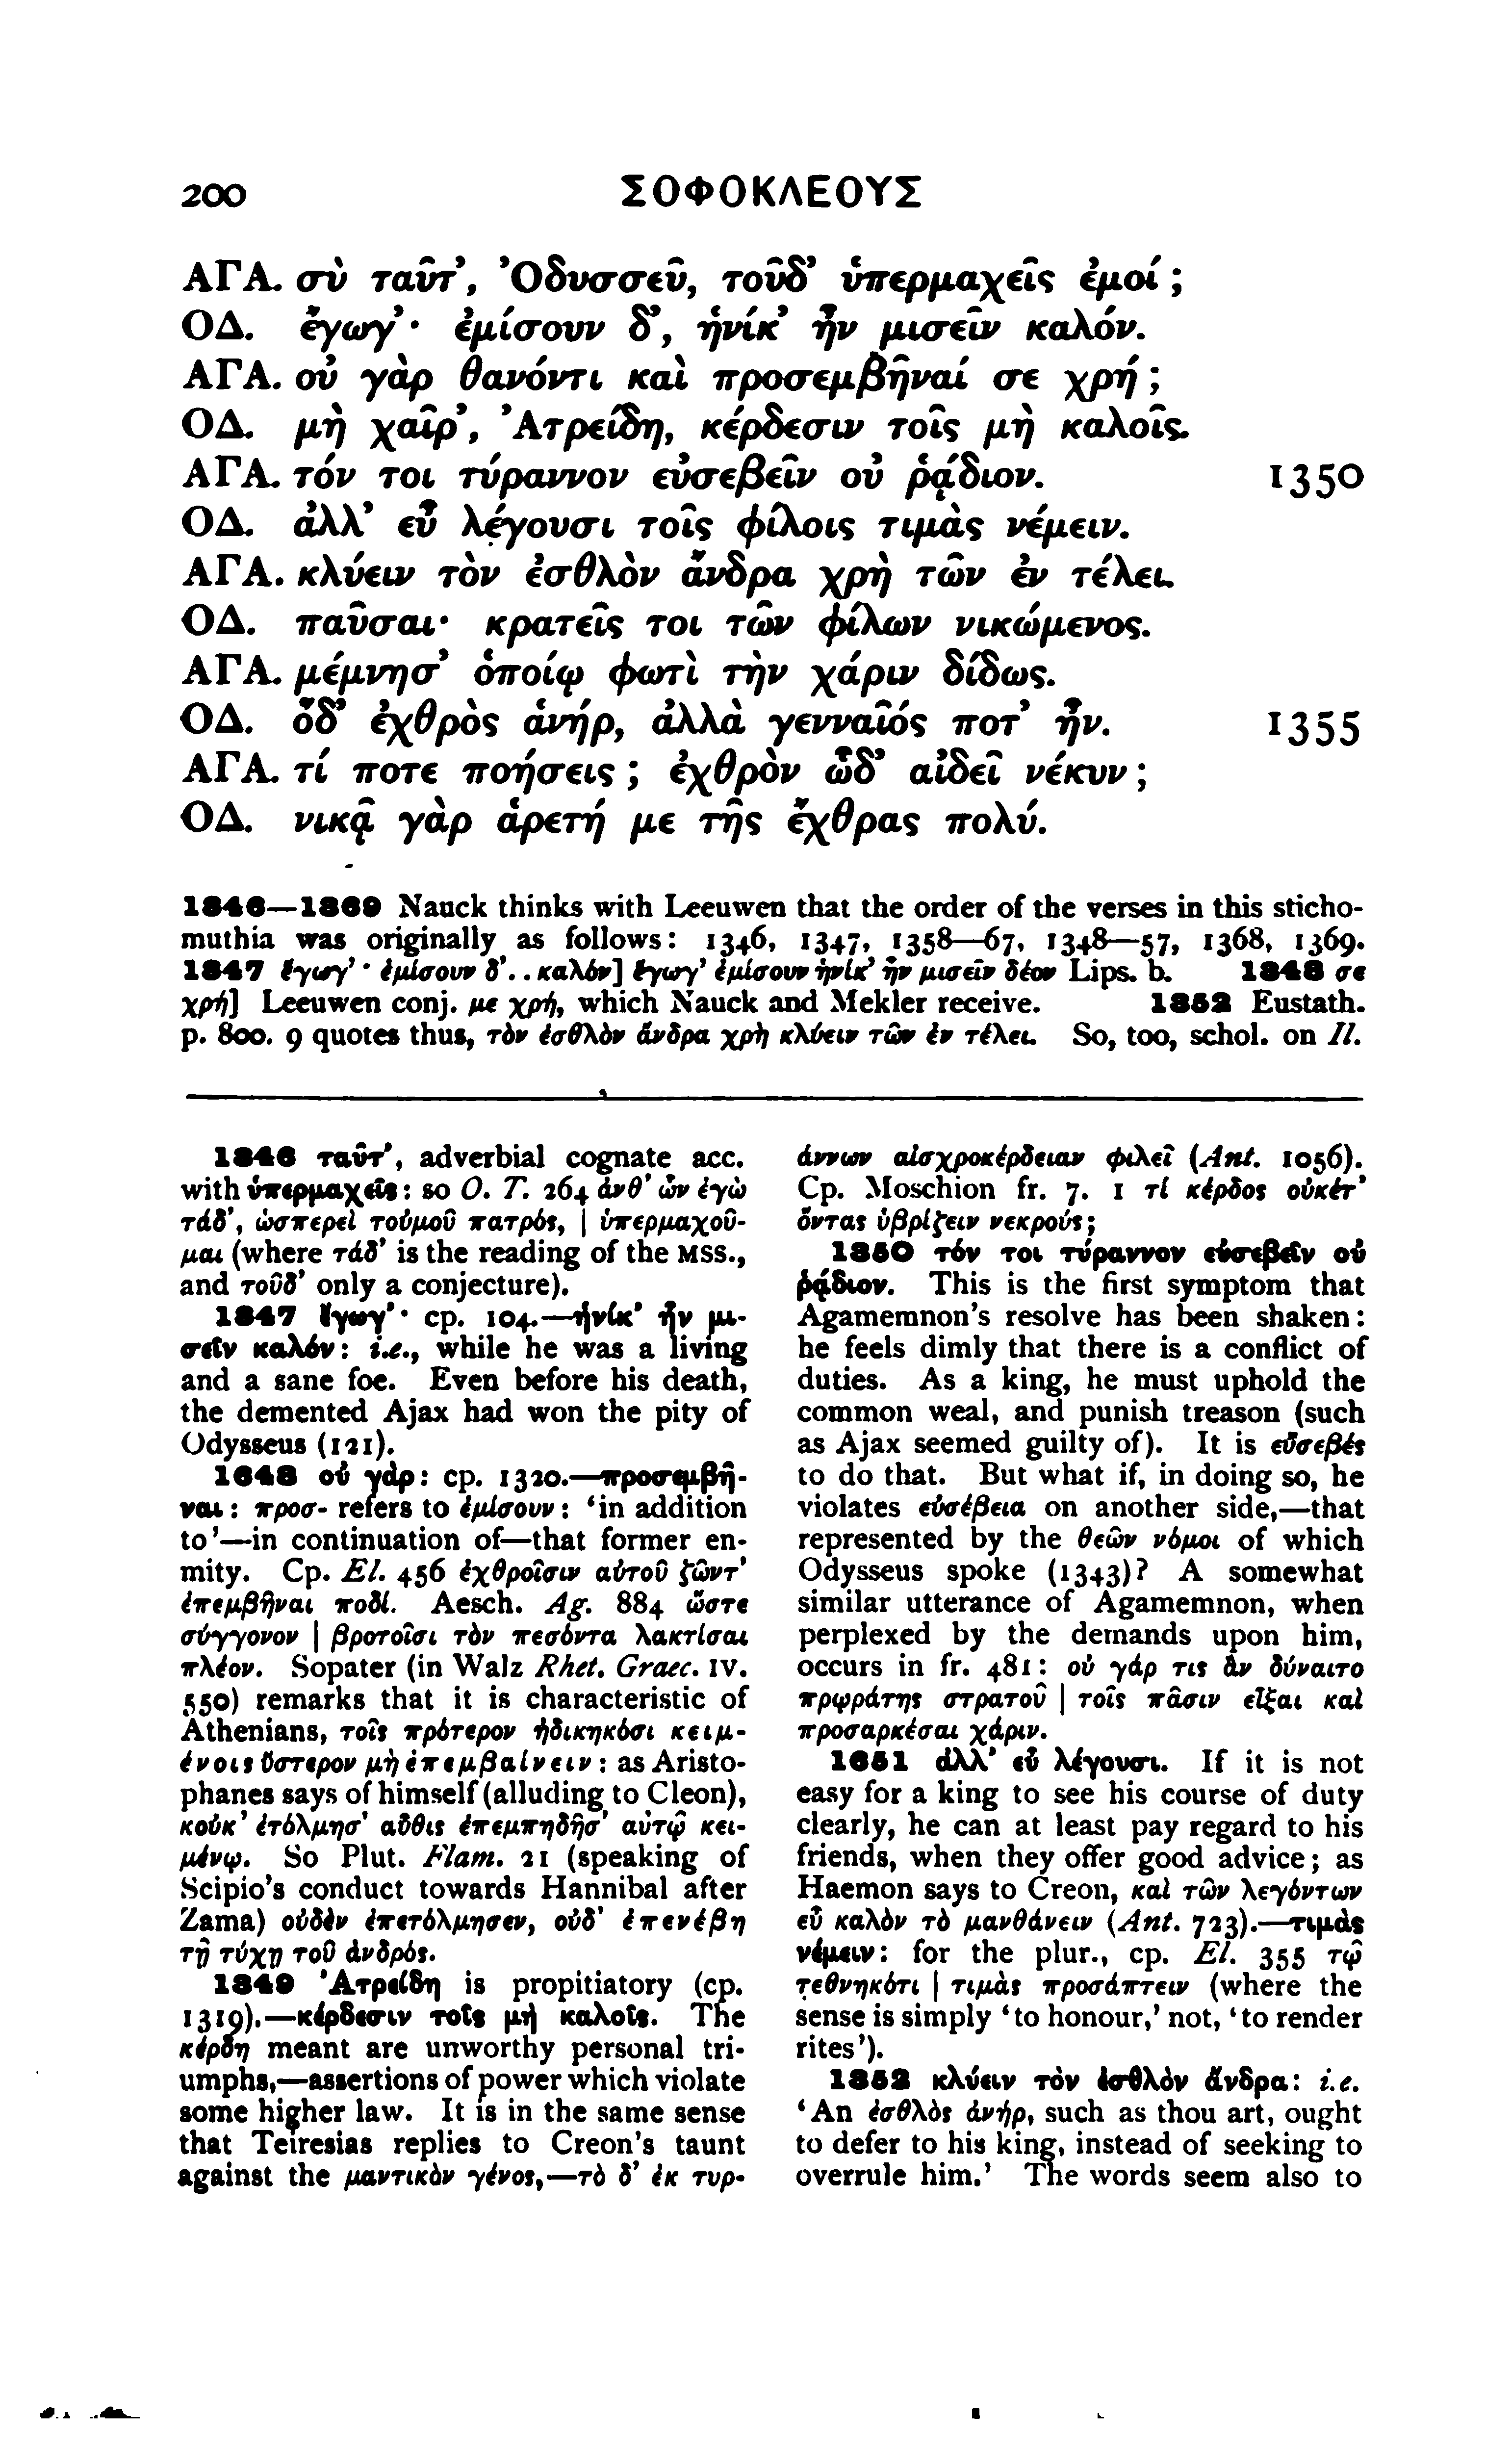 200 ΣΟΦΟΚΛΕΟΥΣ
ΑΓΑ. σὺ ταῦτ’, Ὀδυσσεῦ, τοῦδ’ ὑπερμαχεῖς ἐμοί;
ΟΔ. ἔγωγ’· ἐμίσουν δ’, ἡνίκ’ ἦν μισεῖν καλόν.
ΑΓΑ. οὐ γὰρ θανόντι καὶ προσεμβῆναί σε χρή;
ΟΔ. μὴ χαῖρ’, Ἀτρείδη, κέρδεσιν τοῖς μὴ καλοῖς.
ΑΓΑ. τόν τοι τύραννον εὐσεβεῖν οὐ ῥᾴδιον. 1350
ΟΔ. ἀλλ’ εὖ λέγουσι τοῖς φίλοις τιμὰς νέμειν.
ΑΓΑ. κλύειν τὸν ἐσθλὸν ἄνδρα χρὴ τῶν ἐν τέλει.
ΟΔ. παῦσαι· κρατεῖς τοι τῶν φίλων νικώμενος.
ΑΓΑ. μέμνησ’ ὁποίῳ φωτὶ τὴν χάριν δίδως.
ΟΔ. ὅδ’ ἐχθρὸς ἁνήρ, ἀλλὰ γενναῖός ποτ’ ἦν. 1355
ΑΓΑ. τί ποτε ποήσεις; ἐχθρὸν ὧδ’ αἰδεῖ νέκυν;
ΟΔ. νικᾷ γὰρ ἁρετή με τῆς ἔχθρας πολύ.
1346—1369 Nauck thinks with Leeuwen that the order of the verses in this sticho-
muthia was originally as follows: 1346, 1347, 1358—67, 1348—57, 1368, 1369.
1347 ἔγωγ’· ἐμίσουν δ’..καλόν] ἔγωγ’ ἐμίσουν ἡνίκ’ ἦν μισεῖν δέον Lips. b. 1348 σε
χρή] Leeuwen conj. με χρή, which Nauck and Mekler receive. 1352 Eustath.
p. 800. 9 quotes thus, τὸν ἐσθλὸν ἄνδρα χρὴ κλύειν τῶν ἐν τέλει. So, too, schol. on Il.
1346 ταῦτ’, adverbial cognate acc.
with ὑπερμαχεῖς: so O. T. 264 ἀνθ’ ὧν ἐγὼ
τάδ’, ὡσπερεὶ τοὐμοῦ πατρός, | ὑπερμαχοῦ-
μαι (where τάδ’ is the reading of the MSS.,
and τοῦδ’ only a conjecture).
1347 ἔγωγ’· cp. 104.—ἡνίκ’ ἦν μι-
σεῖν καλόν: i.e., while he was a living
and a sane foe. Even before his death,
the demented Ajax had won the pity of
Odysseus (121).
1348 οὐ γάρ: cp. 1320.—προσεμβῆ-
ναι: προσ- refers to ἐμίσουν: ‘in addition
to’—in continuation of—that former en-
mity. Cp. El. 456 ἐχθροῖσιν αὐτοῦ ζῶντ’
ἐπεμβῆναι ποδί. Aesch. Ag. 884 ὥστε
σύγγονον | βροτοῖσι τὸν πεσόντα λακτίσαι
πλέον. Sopater (in Walz Rhet. Graec. IV.
550) remarks that it is characteristic of
Athenians, τοῖς πρότερον ἠδικηκόσι κειμ-
ένοις ὕστερον μὴ ἐπεμβαίνειν: as Aristo-
phanes says of himself (alluding to Cleon),
κοὐκ’ ἐτόλμησ’ αὖθις ἐπεμπηδῆσ’ αὐτῷ κει-
μένῳ. So Plut. Flam. 21 (speaking of
Scipio’s conduct towards Hannibal after
Zama) οὐδὲν ἐπετόλμησεν, οὐδ’ ἐπενέβη
τῇ τύχῃ τοῦ ἀνδρός.
1349 Ἀτρείδη is propitiatory (cp.
1319).—κέρδεσιν τοῖς μὴ καλοῖς. The
κέρδη meant are unworthy personal tri-
umphs,—assertions of power which violate
some higher law. It is in the same sense
that Teiresias replies to Creon’s taunt
against the μαντικὸν γένος,—τὸ δ’ ἐκ τυρ-
άννων αἰσχροκέρδειαν φιλεῖ (Ant. 1056).
Cp. Moschion fr. 7. 1 τί κέρδος οὐκέτ’
ὄντας ὑβρίζειν νεκρούς;
1350 τόν τοι τύραννον εὐσεβεῖν οὐ
ῥᾴδιον. This is the first symptom that
Agamemnon’s resolve has been shaken:
he feels dimly that there is a conflict of
duties. As a king, he must uphold the
common weal, and punish treason (such
as Ajax seemed guilty of). It is εὐσεβές
to do that. But what if, in doing so, he
violates εὐσέβεια on another side,—that
represented by the θεῶν νόμοι of which
Odysseus spoke (1343)? A somewhat
similar utterance of Agamemnon, when
perplexed by the demands upon him,
occurs in fr. 481: οὐ γάρ τις ἂν δύναιτο
πρῳράτης στρατοῦ | τοῖς πᾶσιν εἶξαι καὶ
προσαρκέσαι χάριν.
1351 ἀλλ’ εὖ λέγουσι. If it is not
easy for a king to see his course of duty
clearly, he can at least pay regard to his
friends, when they offer good advice; as
Haemon says to Creon, καὶ τῶν λεγόντων
εὖ καλὸν τὸ μανθάνειν (Ant. 723).—τιμὰς
νέμειν: for the plur., cp. El. 355 τῷ
τεθνηκότι | τιμὰς προσάπτειν (where the
sense is simply ‘to honour,’ not, ‘to render
rites’).
1352 κλύειν τὸν ἐσθλὸν ἄνδρα: i.e.
‘An ἐσθλὸς ἀνήρ, such as thou art, ought
to defer to his king, instead of seeking to
overrule him.’ The words seem also to